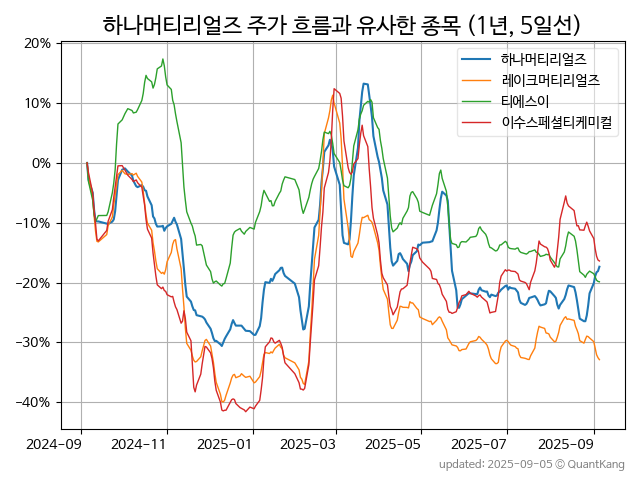 하나머티리얼즈 주가 흐름과 유사한 종목 (1년, 5일선)
하나머티리얼즈
레이크머티리얼즈
티에스이
이수스페셜티케미컬
20%
10%
0%
−10%
−20%
−30%
−40%
2024-09 2024-11 2025-01 2025-03 2025-05 2025-07 2025-09
updated: 2025-09-05 © QuantKang